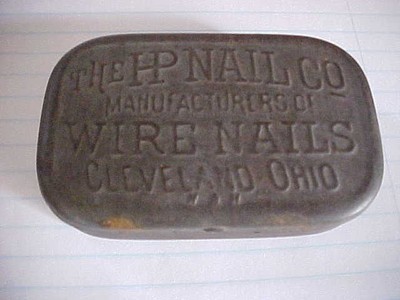 THE H-P NAIL CO
MANUFACTURERS OF
WIRE NAILS
CLEVELAND, OHIO
"A"